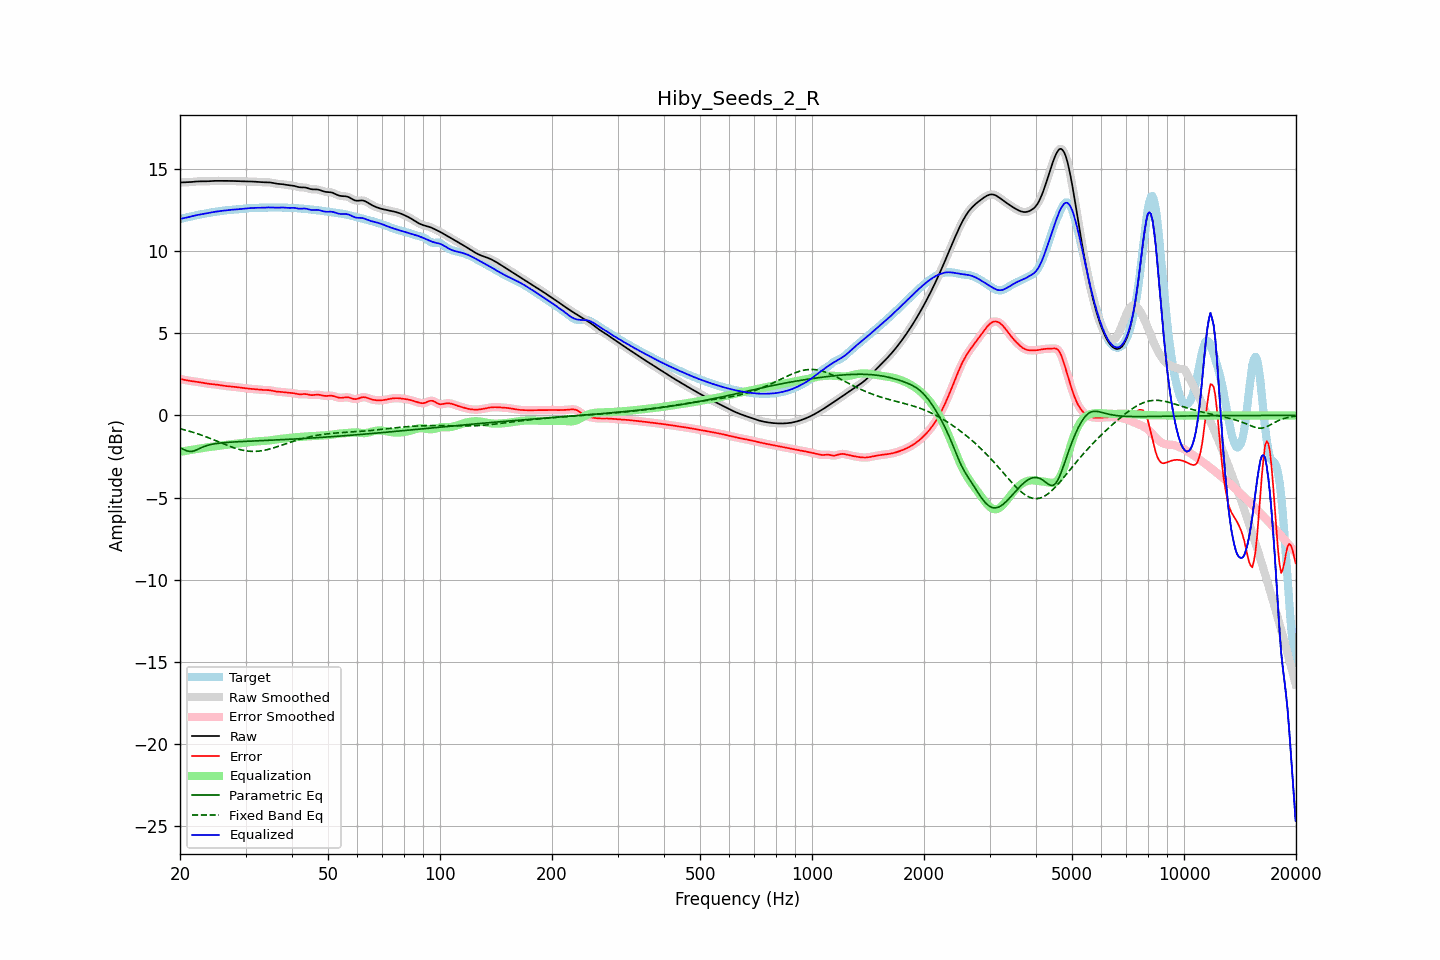 Hiby_Seeds_2_R
Amplitude (dBr)
15
10
5
0
−5
−10
−15
−20
−25
Target
Raw Smoothed
Error Smoothed
Raw
Error
Equalization
Parametric Eq
Fixed Band Eq
Equalized
20 50 100 200 500 1000 2000 5000 10000 20000
Frequency (Hz)